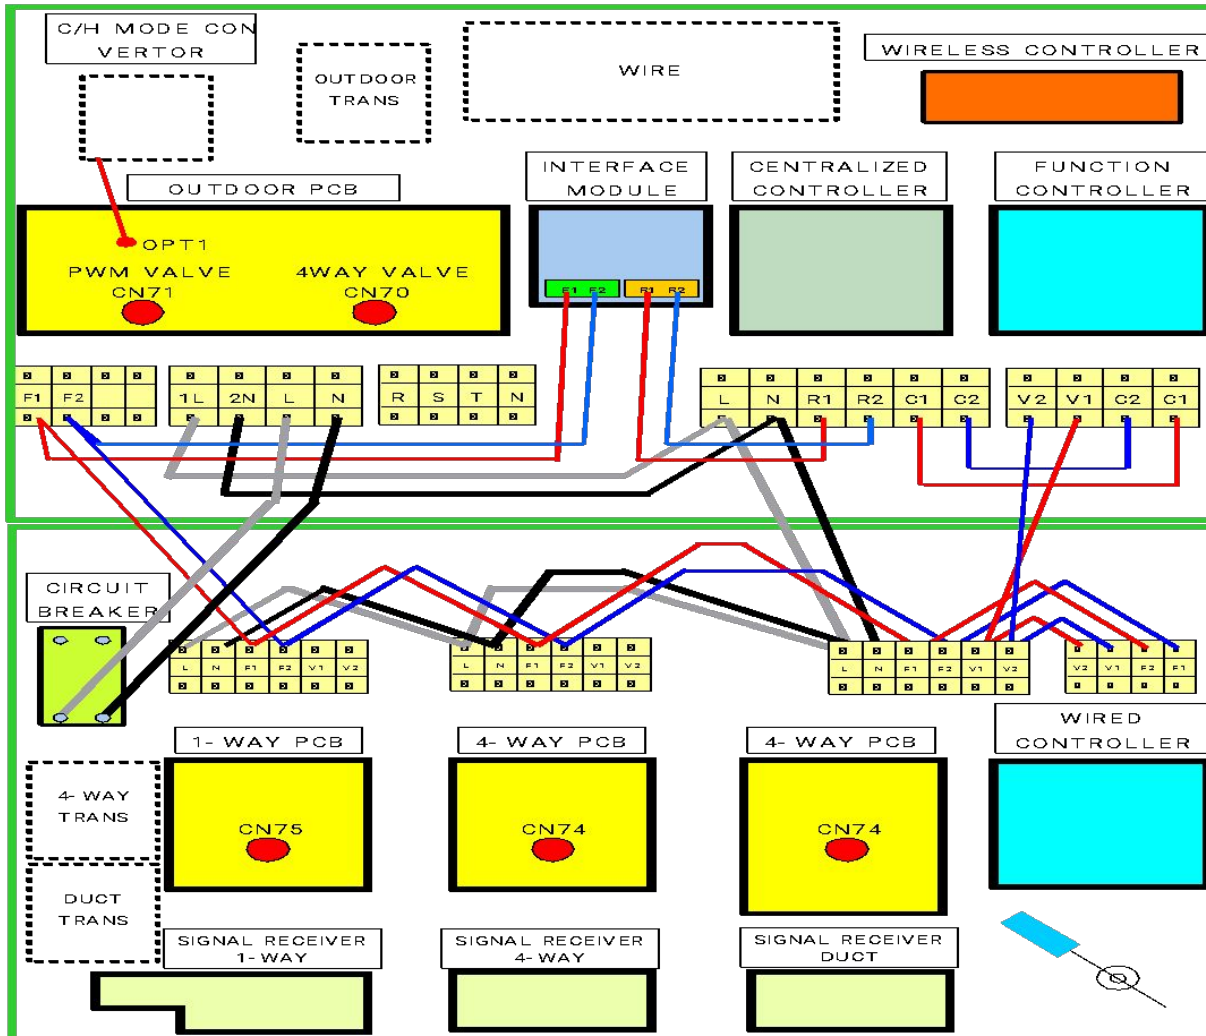 C/H MODE CON
VERTOR
OUTDOOR
TRANS
WIRE
WIRELESS CONTROLLER
OUTDOOR PCB
INTERFACE
MODULE
CENTRALIZED
CONTROLLER
FUNCTION
CONTROLLER
OPT1
PWM VALVE
CN71
4WAY VALVE
CN70
F1 F2 R1 R2
F1 F2
1L 2N L N
R S T N
L N R1 R2 C1 C2
V2 V1 C2 C1
CIRCUIT
BREAKER
L N F1 F2 V1 V2
L N F1 F2 V1 V2
L N F1 F2 V1 V2
V2 V1 F2 F1
1- WAY PCB
4- WAY PCB
4- WAY PCB
WIRED
CONTROLLER
4- WAY
TRANS
CN75
CN74
CN74
DUCT
TRANS
SIGNAL RECEIVER
1-WAY
SIGNAL RECEIVER
4-WAY
SIGNAL RECEIVER
DUCT